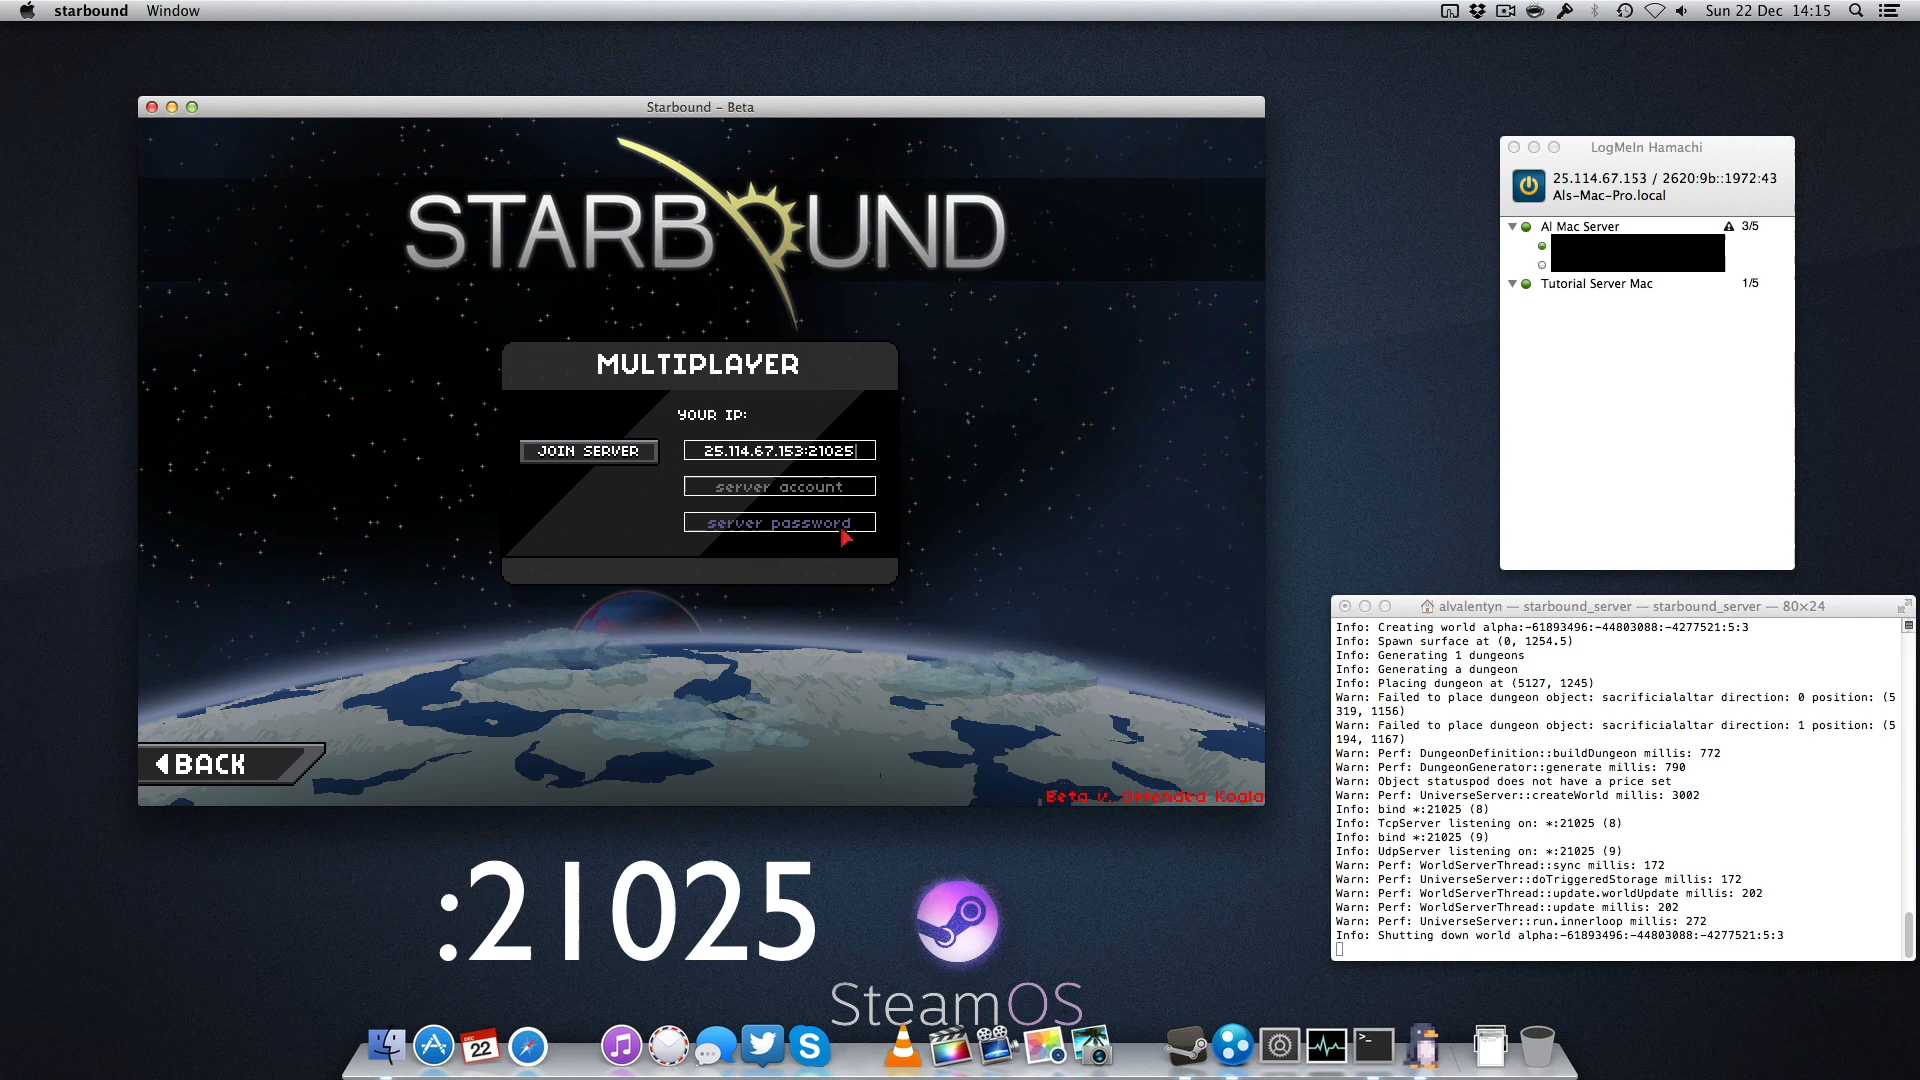 starbound Window
Sun 22 Dec 14:15
Starbound – Beta
STARBOUND
MULTIPLAYER
YOUR IP:
JOIN SERVER
25.114.67.153:21025
server account
server password
BACK
Beta v. Offended Kogla
LogMeIn Hamachi
25.114.67.153 / 2620:9b::1972:43
Als-Mac-Pro.local
Al Mac Server 3/5
Tutorial Server Mac 1/5
alvalentyn — starbound_server — starbound_server — 80×24
Info: Creating world alpha:-61893496:-44803088:-4277521:5:3
Info: Spawn surface at (0, 1254.5)
Info: Generating 1 dungeons
Info: Generating a dungeon
Info: Placing dungeon at (5127, 1245)
Warn: Failed to place dungeon object: sacrificialaltar direction: 0 position: (5
319, 1156)
Warn: Failed to place dungeon object: sacrificialaltar direction: 1 position: (5
194, 1167)
Warn: Perf: DungeonDefinition::buildDungeon millis: 772
Warn: Perf: DungeonGenerator::generate millis: 790
Warn: Object statuspod does not have a price set
Warn: Perf: UniverseServer::createWorld millis: 3002
Info: bind *:21025 (8)
Info: TcpServer listening on: *:21025 (8)
Info: bind *:21025 (9)
Info: UdpServer listening on: *:21025 (9)
Warn: Perf: WorldServerThread::sync millis: 172
Warn: Perf: UniverseServer::doTriggeredStorage millis: 172
Warn: Perf: WorldServerThread::update.worldUpdate millis: 202
Warn: Perf: WorldServerThread::update millis: 202
Warn: Perf: UniverseServer::run.innerloop millis: 272
Info: Shutting down world alpha:-61893496:-44803088:-4277521:5:3
:21025
SteamOS
DEC
22